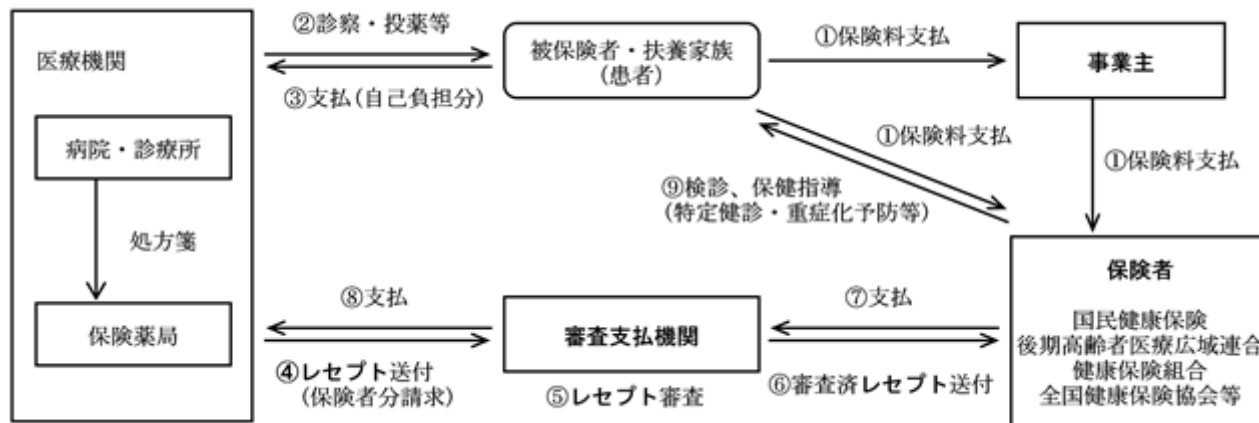 医療機関
病院・診療所
処方箋
保険薬局
②診察・投薬等
③支払(自己負担分)
被保険者・扶養家族
(患者)
①保険料支払
事業主
①保険料支払
①保険料支払
⑨検診、保健指導
(特定健診・重症化予防等)
⑧支払
④レセプト送付
(保険者分請求)
審査支払機関
⑤レセプト審査
⑦支払
⑥審査済レセプト送付
保険者
国民健康保険
後期高齢者医療広域連合
健康保険組合
全国健康保険協会等